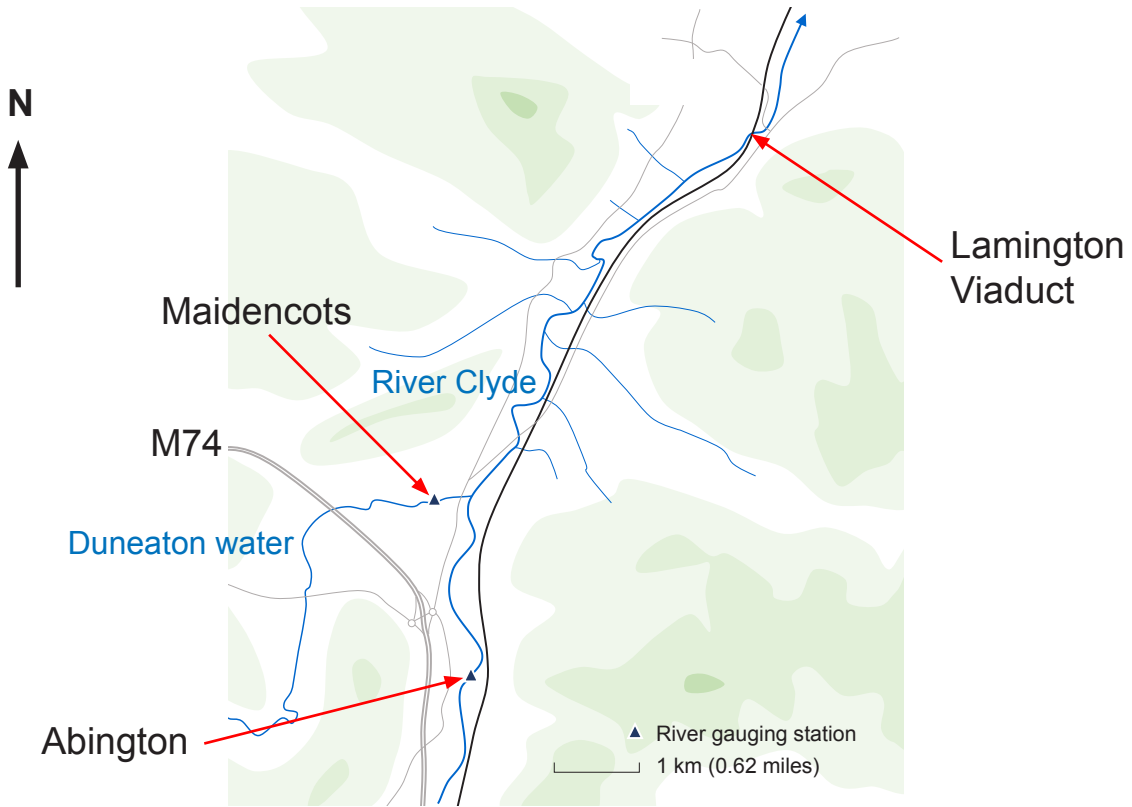 N
Lamington
Viaduct
Maidencots
River Clyde
M74
Duneaton water
Abington
River gauging station
1 km (0.62 miles)